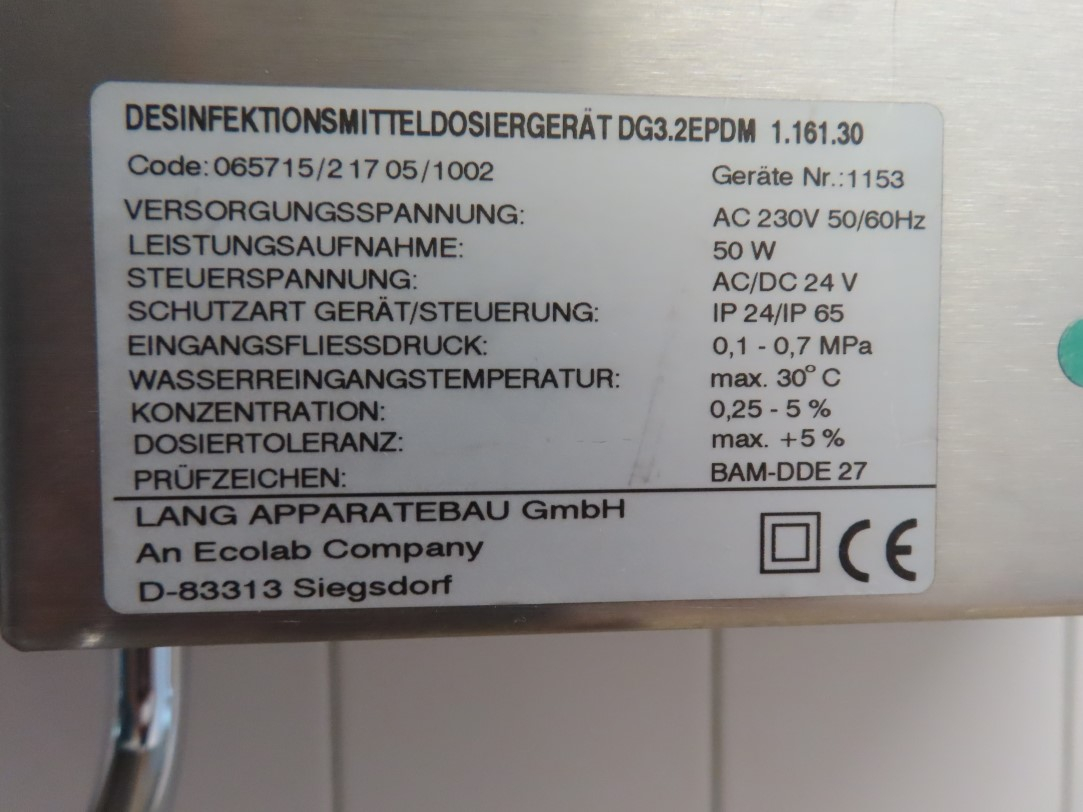 DESINFEKTIONSMITTELDOSIERGERÄT DG3.2EPDM 1.161.30
Code: 065715/2 17 05/1002 Geräte Nr.:1153
VERSORGUNGSSPANNUNG: AC 230V 50/60Hz
LEISTUNGSAUFNAHME: 50 W
STEUERSPANNUNG: AC/DC 24 V
SCHUTZART GERÄT/STEUERUNG: IP 24/IP 65
EINGANGSFLIESSDRUCK: 0,1 - 0,7 MPa
WASSERREINGANGSTEMPERATUR: max. 30° C
KONZENTRATION: 0,25 - 5 %
DOSIERTOLERANZ: max. +5 %
PRÜFZEICHEN: BAM-DDE 27
LANG APPARATEBAU GmbH
An Ecolab Company
D-83313 Siegsdorf
CE